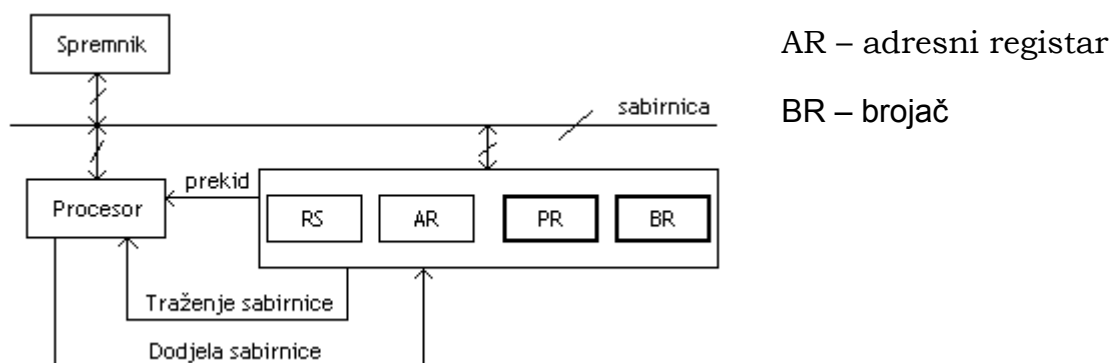 Spremnik
AR – adresni registar
sabirnica
BR – brojač
prekid
Procesor
RS
AR
PR
BR
Traženje sabirnice
Dodjela sabirnice